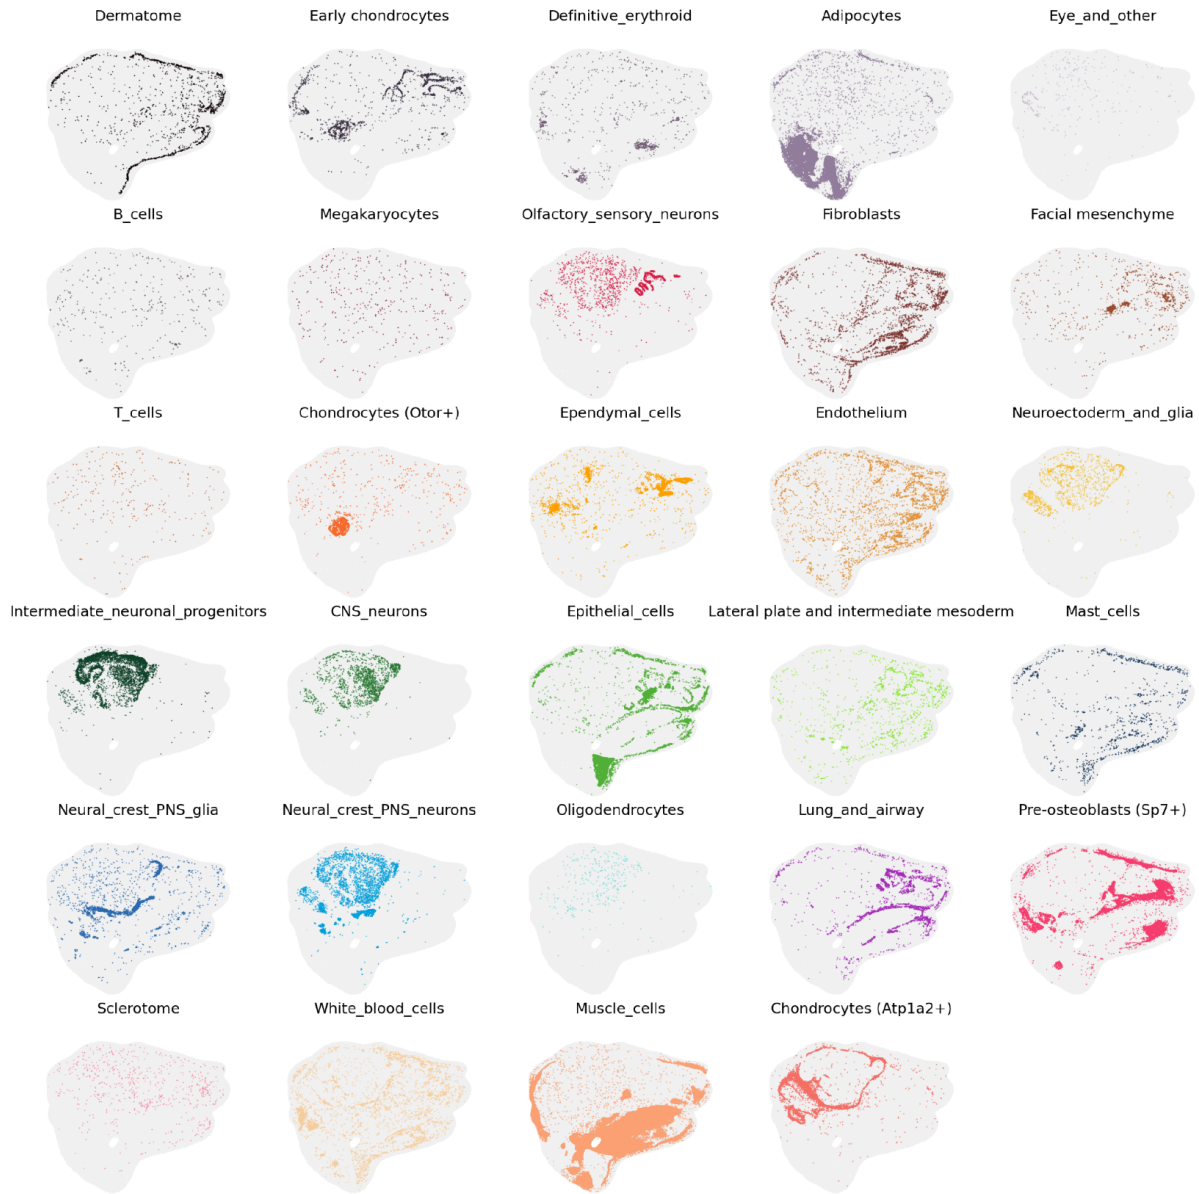 Dermatome
Early chondrocytes
Definitive_erythroid
Adipocytes
Eye_and_other
B_cells
Megakaryocytes
Olfactory_sensory_neurons
Fibroblasts
Facial mesenchyme
T_cells
Chondrocytes (Otor+)
Ependymal_cells
Endothelium
Neuroectoderm_and_glia
Intermediate_neuronal_progenitors
CNS_neurons
Epithelial_cells
Lateral plate and intermediate mesoderm
Mast_cells
Neural_crest_PNS_glia
Neural_crest_PNS_neurons
Oligodendrocytes
Lung_and_airway
Pre-osteoblasts (Sp7+)
Sclerotome
White_blood_cells
Muscle_cells
Chondrocytes (Atp1a2+)